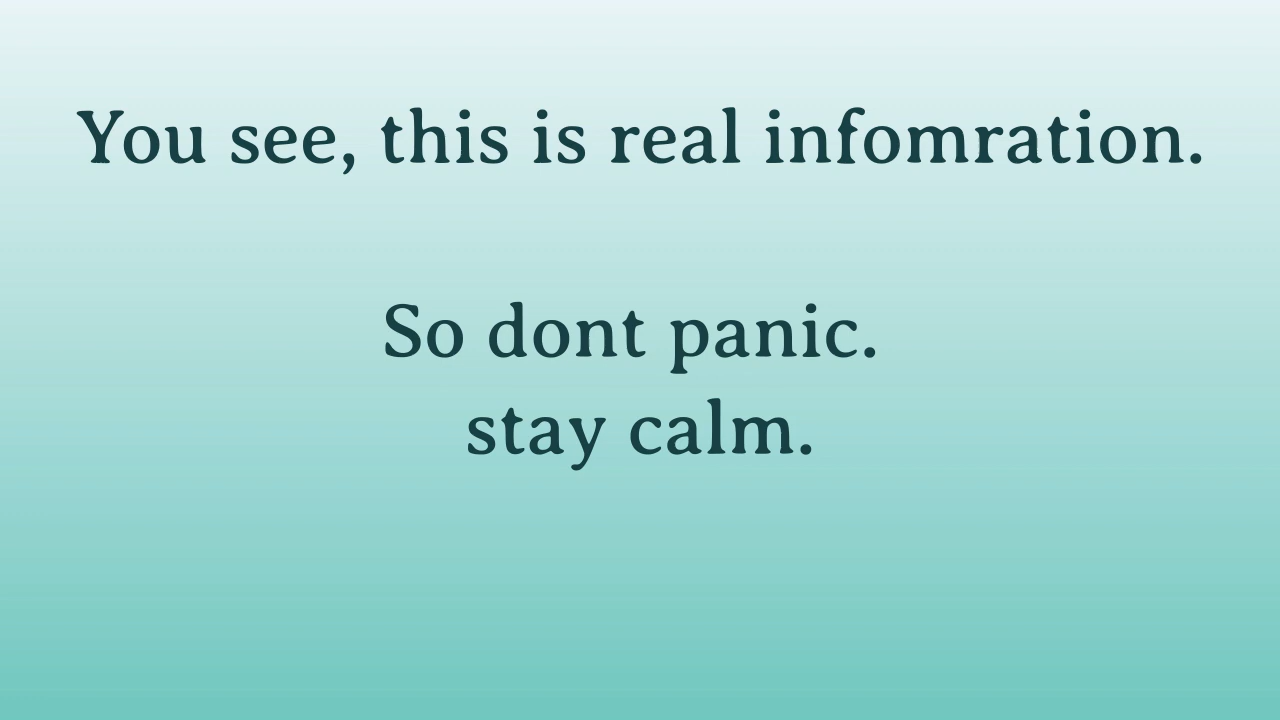 You see, this is real infomration.
So dont panic.
stay calm.